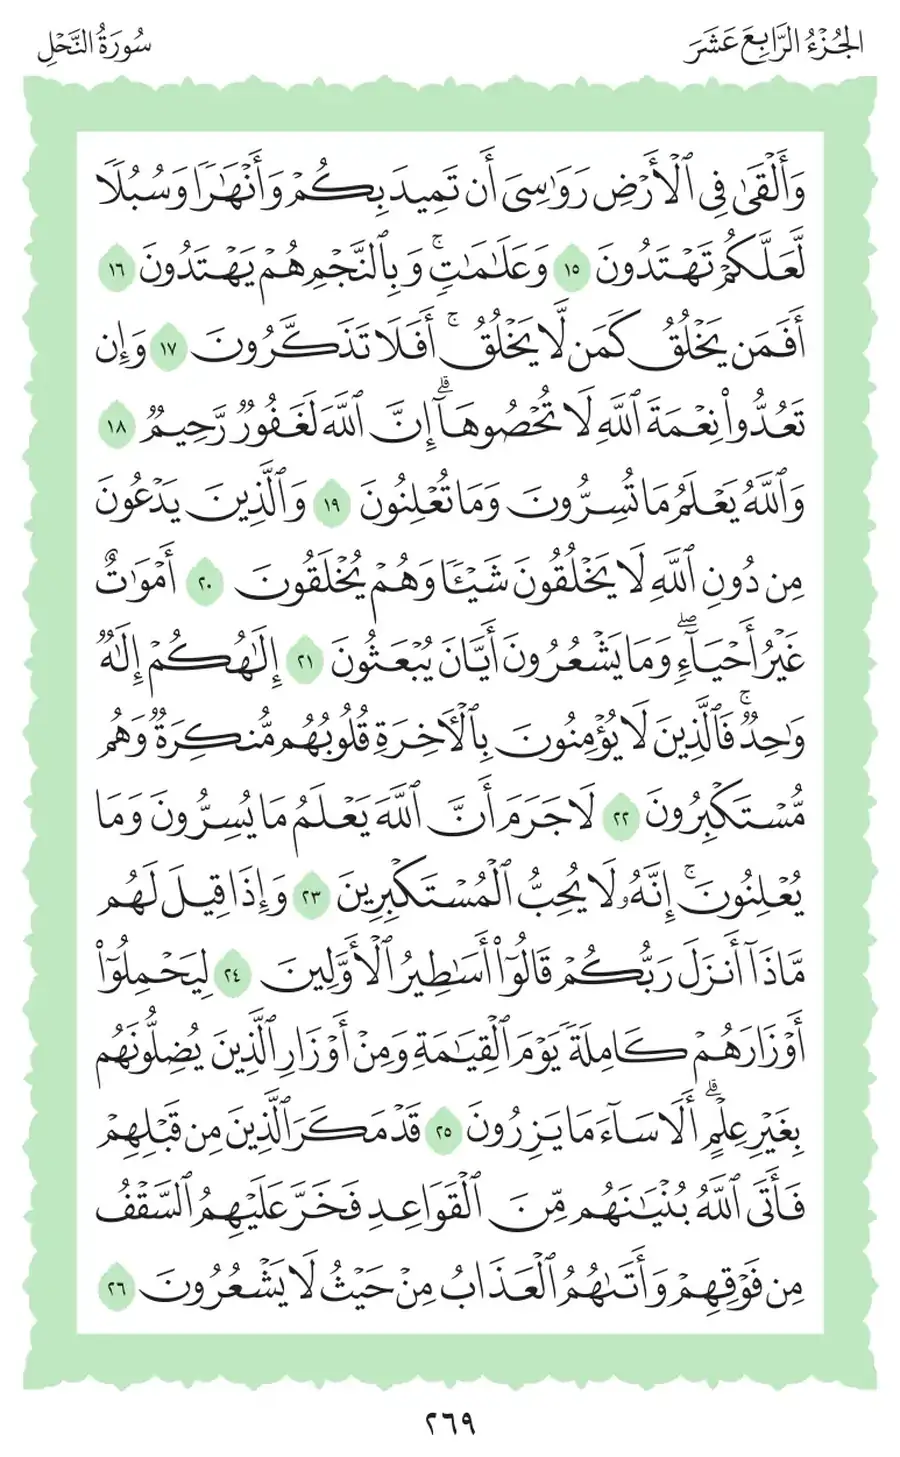 الجُزْءُ الرَّابِعَ عَشَرَ
سُورَةُ النَّحْلِ
وَأَلْقَىٰ فِي ٱلْأَرْضِ رَوَٰسِيَ أَن تَمِيدَ بِكُمْ وَأَنْهَٰرًا وَسُبُلًا
لَّعَلَّكُمْ تَهْتَدُونَ ١٥ وَعَلَٰمَٰتٍۚ وَبِٱلنَّجْمِ هُمْ يَهْتَدُونَ ١٦
أَفَمَن يَخْلُقُ كَمَن لَّا يَخْلُقُۚ أَفَلَا تَذَكَّرُونَ ١٧ وَإِن
تَعُدُّوا۟ نِعْمَةَ ٱللَّهِ لَا تُحْصُوهَآۗ إِنَّ ٱللَّهَ لَغَفُورٌ رَّحِيمٌ ١٨
وَٱللَّهُ يَعْلَمُ مَا تُسِرُّونَ وَمَا تُعْلِنُونَ ١٩ وَٱلَّذِينَ يَدْعُونَ
مِن دُونِ ٱللَّهِ لَا يَخْلُقُونَ شَيْـًٔا وَهُمْ يُخْلَقُونَ ٢٠ أَمْوَٰتٌ
غَيْرُ أَحْيَآءٍۖ وَمَا يَشْعُرُونَ أَيَّانَ يُبْعَثُونَ ٢١ إِلَٰهُكُمْ إِلَٰهٌ
وَٰحِدٌۚ فَٱلَّذِينَ لَا يُؤْمِنُونَ بِٱلْـَٔاخِرَةِ قُلُوبُهُم مُّنكِرَةٌ وَهُم
مُّسْتَكْبِرُونَ ٢٢ لَا جَرَمَ أَنَّ ٱللَّهَ يَعْلَمُ مَا يُسِرُّونَ وَمَا
يُعْلِنُونَۚ إِنَّهُۥ لَا يُحِبُّ ٱلْمُسْتَكْبِرِينَ ٢٣ وَإِذَا قِيلَ لَهُم
مَّاذَآ أَنزَلَ رَبُّكُمْ قَالُوٓا۟ أَسَٰطِيرُ ٱلْأَوَّلِينَ ٢٤ لِيَحْمِلُوٓا۟
أَوْزَارَهُمْ كَامِلَةً يَوْمَ ٱلْقِيَٰمَةِ وَمِنْ أَوْزَارِ ٱلَّذِينَ يُضِلُّونَهُم
بِغَيْرِ عِلْمٍۗ أَلَا سَآءَ مَا يَزِرُونَ ٢٥ قَدْ مَكَرَ ٱلَّذِينَ مِن قَبْلِهِمْ
فَأَتَى ٱللَّهُ بُنْيَٰنَهُم مِّنَ ٱلْقَوَاعِدِ فَخَرَّ عَلَيْهِمُ ٱلسَّقْفُ
مِن فَوْقِهِمْ وَأَتَىٰهُمُ ٱلْعَذَابُ مِنْ حَيْثُ لَا يَشْعُرُونَ ٢٦
٢٦٩